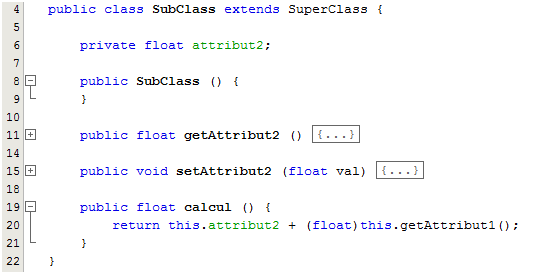 4 public class SubClass extends SuperClass {
5
6 private float attribut2;
7
8 public SubClass () {
9 }
10
11 public float getAttribut2 () {...}
14
15 public void setAttribut2 (float val) {...}
18
19 public float calcul () {
20 return this.attribut2 + (float)this.getAttribut1();
21 }
22 }